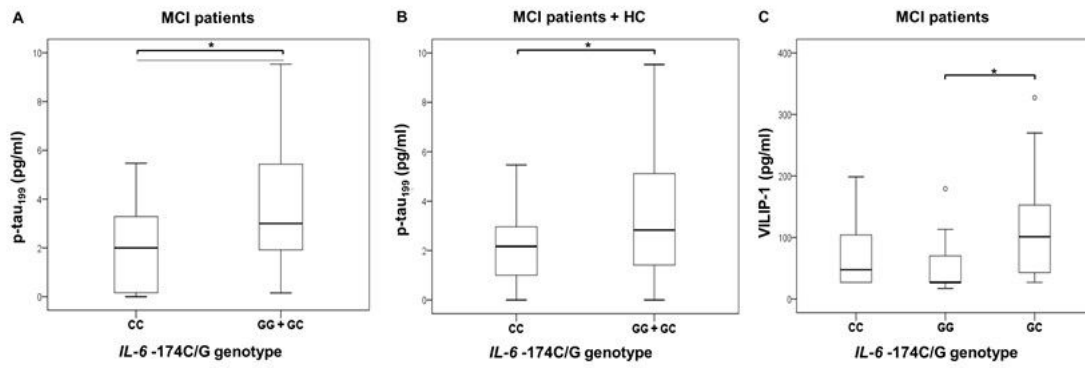 A
MCI patients
*
10
8
6
4
2
0
p-tau199 (pg/ml)
CC
GG + GC
IL-6 -174C/G genotype
B
MCI patients + HC
*
10
8
6
4
2
0
p-tau199 (pg/ml)
CC
GG + GC
IL-6 -174C/G genotype
C
MCI patients
*
400
300
200
100
0
VILIP-1 (pg/ml)
CC
GG
GC
IL-6 -174C/G genotype